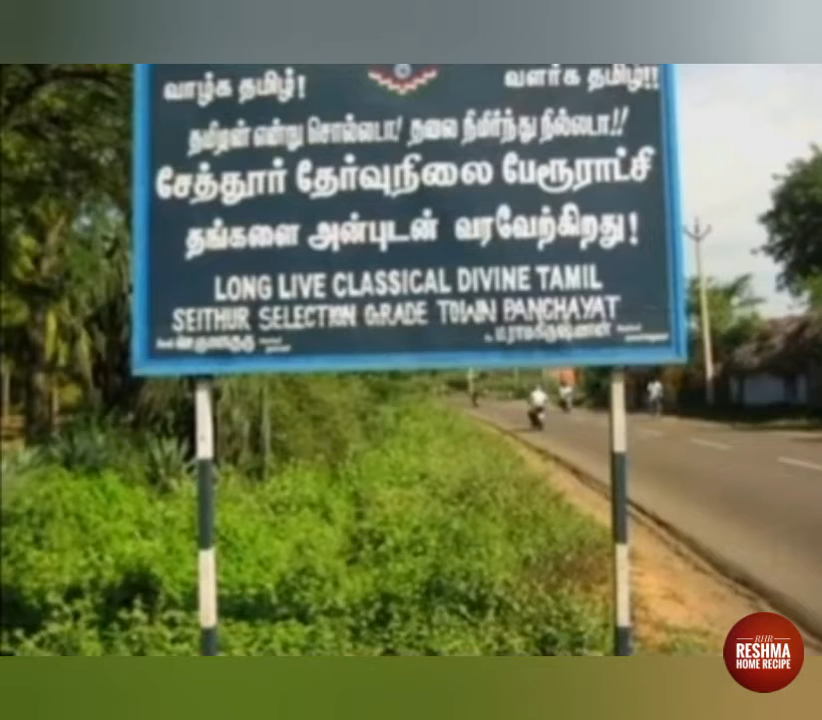 வாழ்க தமிழ்! வளர்க தமிழ்!!
தமிழன் என்று சொல்லடா! தலை நிமிர்ந்து நில்லடா!!
சேத்தூர் தேர்வுநிலை பேரூராட்சி
தங்களை அன்புடன் வரவேற்கிறது!
LONG LIVE CLASSICAL DIVINE TAMIL
SEITHUR SELECTION GRADE TOWN PANCHAYAT
RHR
RESHMA
HOME RECIPE